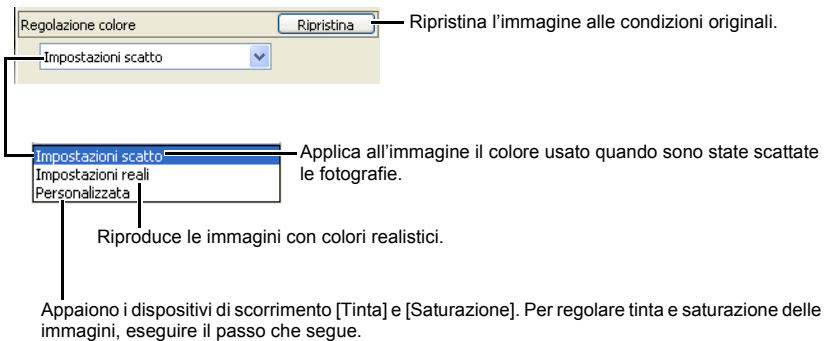 Regolazione colore
Ripristina
Ripristina l'immagine alle condizioni originali.
Impostazioni scatto
Impostazioni scatto
Impostazioni reali
Personalizzata
Applica all'immagine il colore usato quando sono state scattate
le fotografie.
Riproduce le immagini con colori realistici.
Appaiono i dispositivi di scorrimento [Tinta] e [Saturazione]. Per regolare tinta e saturazione delle
immagini, eseguire il passo che segue.